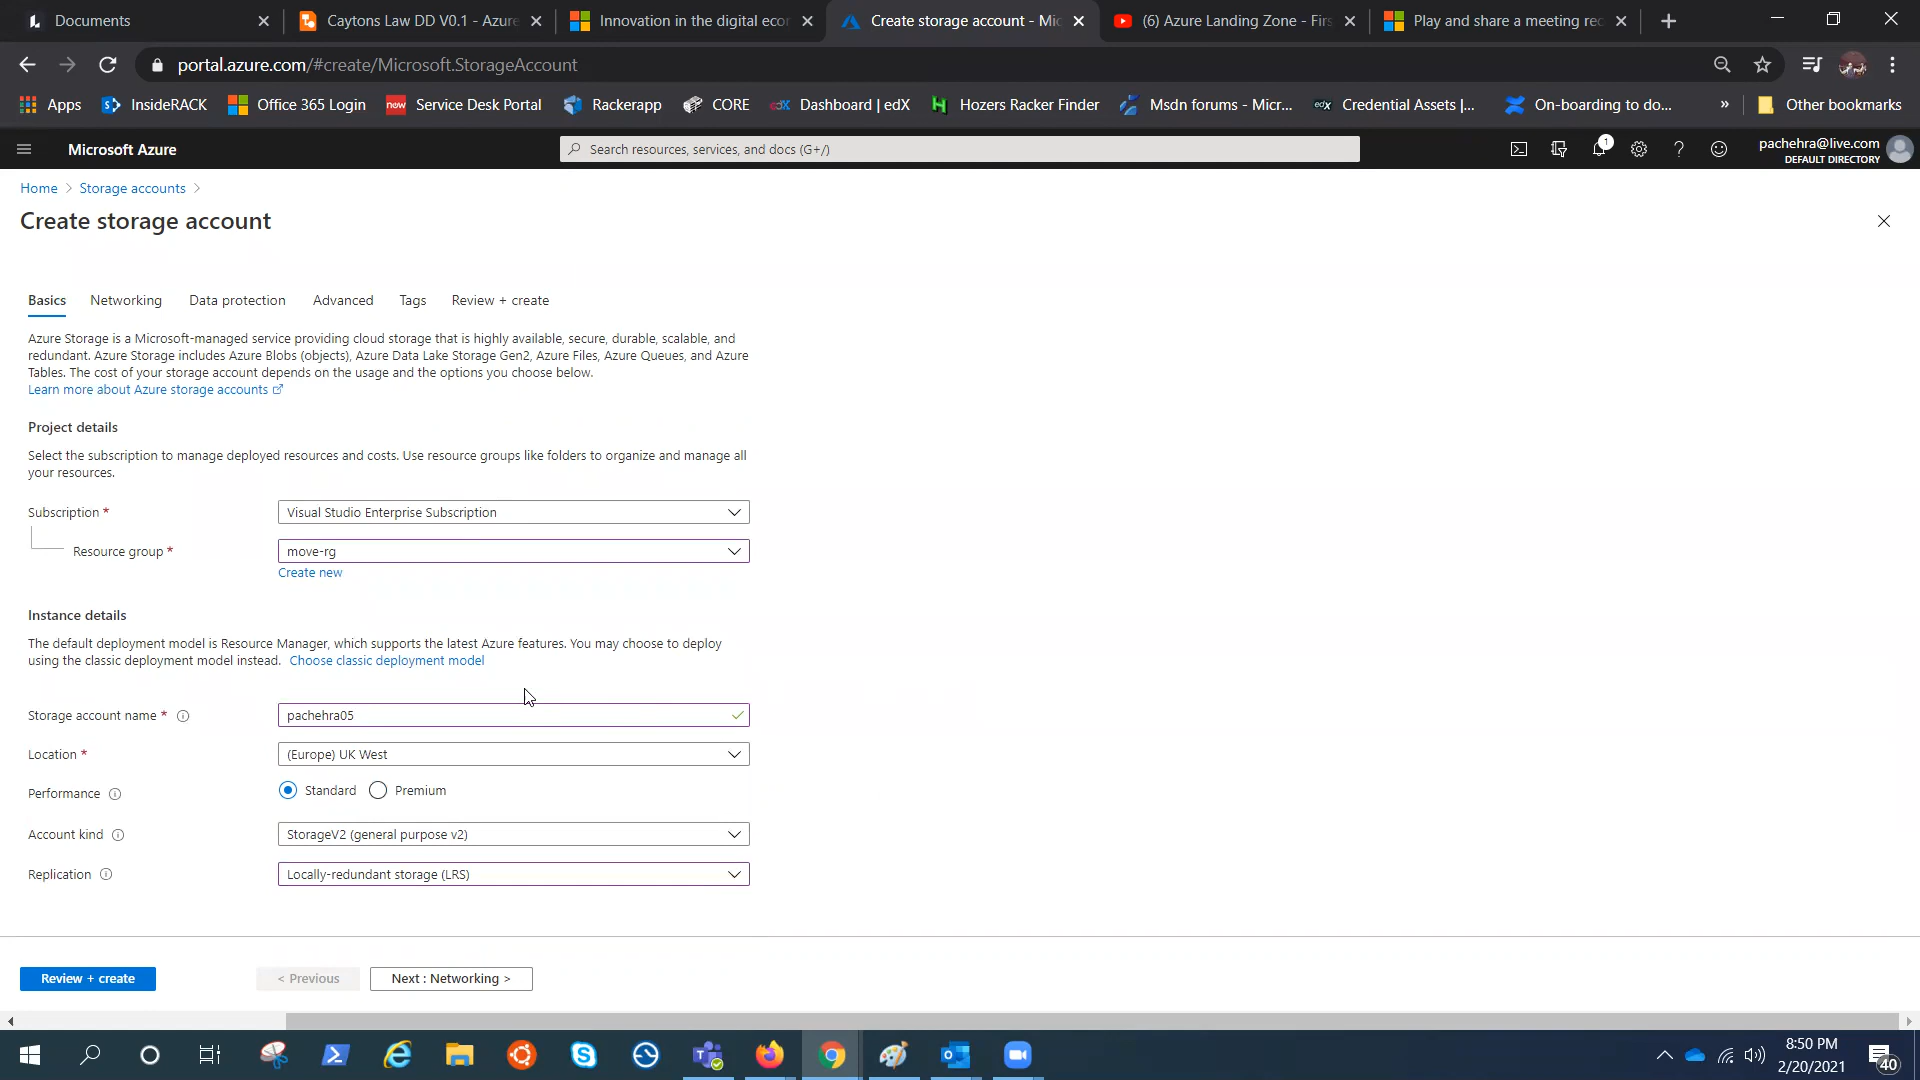 Documents
Caytons Law DD V0.1 - Azure
Innovation in the digital econ
Create storage account - Mic
(6) Azure Landing Zone - Firs
Play and share a meeting rec
portal.azure.com/#create/Microsoft.StorageAccount
Apps
InsideRACK
Office 365 Login
now
Service Desk Portal
Rackerapp
CORE
edX
Dashboard | edX
Hozers Racker Finder
Msdn forums - Micr...
edx
Credential Assets |...
On-boarding to do...
»
Other bookmarks
Microsoft Azure
Search resources, services, and docs (G+/)
1
pachehra@live.com
DEFAULT DIRECTORY
Home > Storage accounts >
Create storage account
Basics
Networking
Data protection
Advanced
Tags
Review + create
Azure Storage is a Microsoft-managed service providing cloud storage that is highly available, secure, durable, scalable, and
redundant. Azure Storage includes Azure Blobs (objects), Azure Data Lake Storage Gen2, Azure Files, Azure Queues, and Azure
Tables. The cost of your storage account depends on the usage and the options you choose below.
Learn more about Azure storage accounts
Project details
Select the subscription to manage deployed resources and costs. Use resource groups like folders to organize and manage all
your resources.
Subscription *
Visual Studio Enterprise Subscription
Resource group *
move-rg
Create new
Instance details
The default deployment model is Resource Manager, which supports the latest Azure features. You may choose to deploy
using the classic deployment model instead. Choose classic deployment model
Storage account name *
pachehra05
Location *
(Europe) UK West
Performance
Standard
Premium
Account kind
StorageV2 (general purpose v2)
Replication
Locally-redundant storage (LRS)
Review + create
< Previous
Next : Networking >
8:50 PM
2/20/2021
40